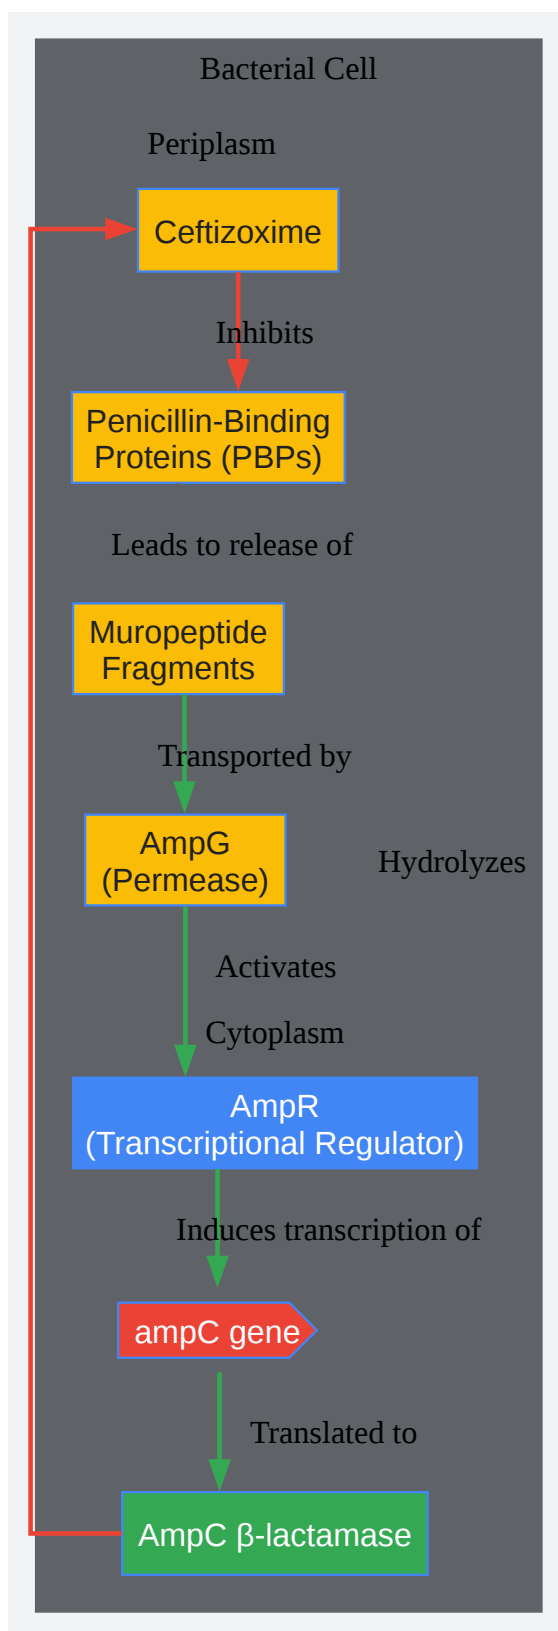 Bacterial Cell
Periplasm
Ceftizoxime
Inhibits
Penicillin-Binding
Proteins (PBPs)
Leads to release of
Muropeptide
Fragments
Transported by
AmpG
(Permease)
Hydrolyzes
Activates
Cytoplasm
AmpR
(Transcriptional Regulator)
Induces transcription of
ampC gene
Translated to
AmpC β-lactamase